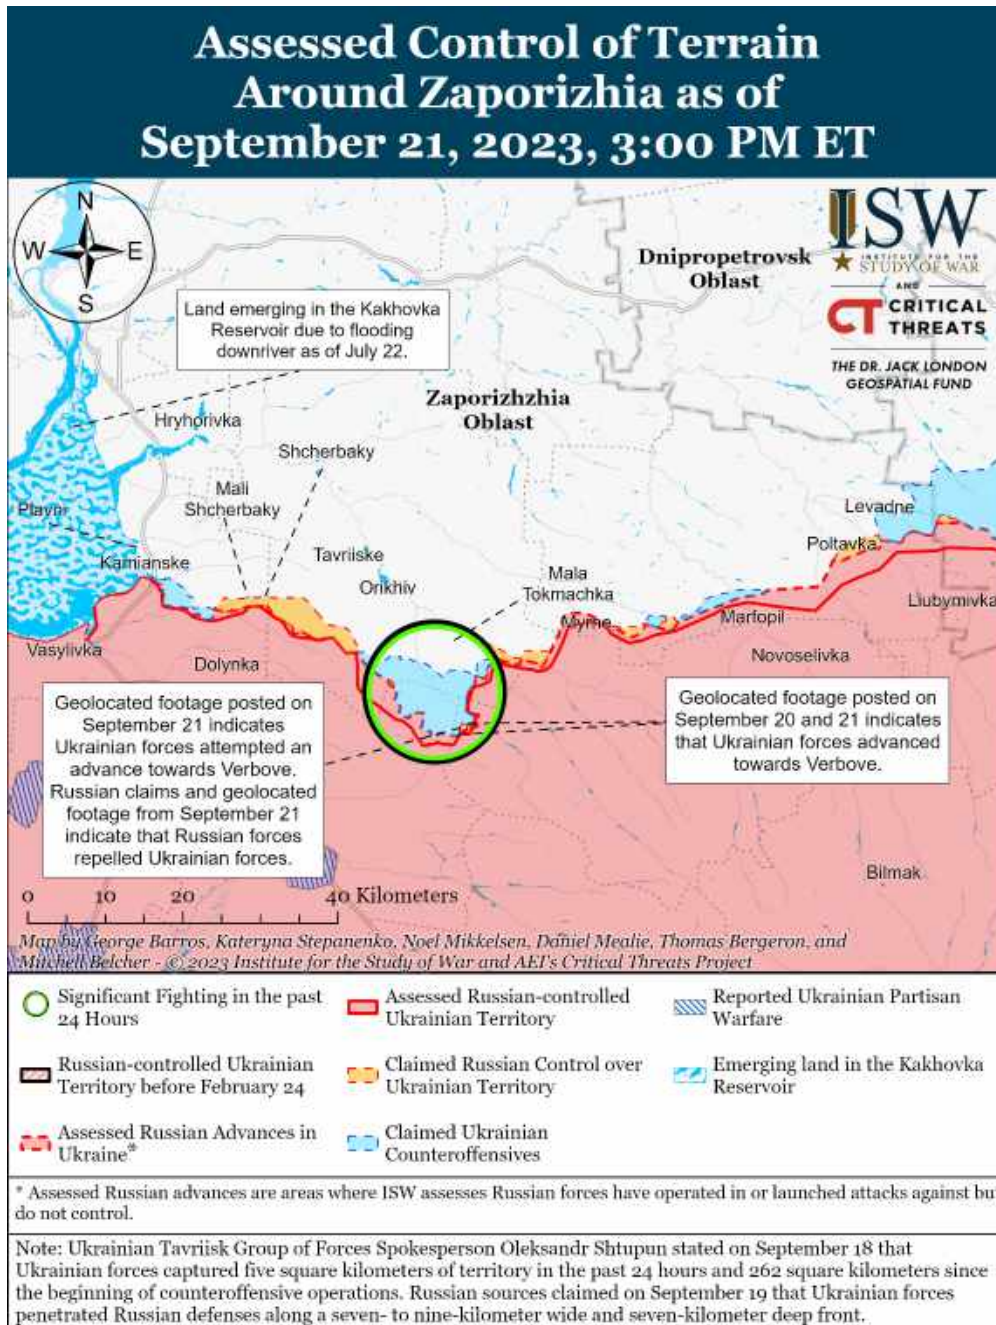 Assessed Control of Terrain
Around Zaporizhia as of
September 21, 2023, 3:00 PM ET
N
W
E
S
ISW
INSTITUTE FOR THE
STUDY OF WAR
AND
CT CRITICAL
THREATS
THE DR. JACK LONDON
GEOSPATIAL FUND
Dnipropetrovsk
Oblast
Land emerging in the Kakhovka
Reservoir due to flooding
downriver as of July 22.
Zaporizhzhia
Oblast
Hryhorivka
Shcherbaky
Mali
Shcherbaky
Plavni
Levadne
Kamianske
Tavriiske
Poltavka
Orikhiv
Mala
Tokmachka
Liubymivka
Myrne
Marfopil
Vasylivka
Dolynka
Novoselivka
Geolocated footage posted on
September 21 indicates
Ukrainian forces attempted an
advance towards Verbove.
Russian claims and geolocated
footage from September 21
indicate that Russian forces
repelled Ukrainian forces.
Geolocated footage posted on
September 20 and 21 indicates
that Ukrainian forces advanced
towards Verbove.
Bilmak
0 10 20 40 Kilometers
Map by George Barros, Kateryna Stepanenko, Noel Mikkelsen, Daniel Mealie, Thomas Bergeron, and
Mitchell Belcher - © 2023 Institute for the Study of War and AEI's Critical Threats Project
Significant Fighting in the past
24 Hours
Assessed Russian-controlled
Ukrainian Territory
Reported Ukrainian Partisan
Warfare
Russian-controlled Ukrainian
Territory before February 24
Claimed Russian Control over
Ukrainian Territory
Emerging land in the Kakhovka
Reservoir
Assessed Russian Advances in
Ukraine*
Claimed Ukrainian
Counteroffensives
* Assessed Russian advances are areas where ISW assesses Russian forces have operated in or launched attacks against but
do not control.
Note: Ukrainian Tavriisk Group of Forces Spokesperson Oleksandr Shtupun stated on September 18 that
Ukrainian forces captured five square kilometers of territory in the past 24 hours and 262 square kilometers since
the beginning of counteroffensive operations. Russian sources claimed on September 19 that Ukrainian forces
penetrated Russian defenses along a seven- to nine-kilometer wide and seven-kilometer deep front.